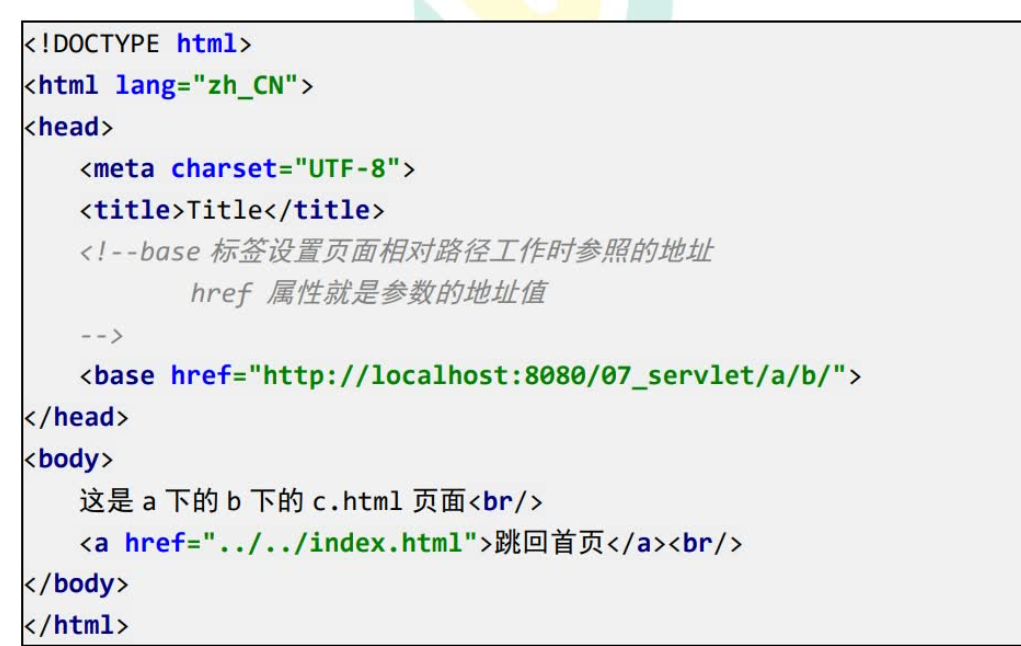 <!DOCTYPE html>
<html lang="zh_CN">
<head>
    <meta charset="UTF-8">
    <title>Title</title>
    <!--base 标签设置页面相对路径工作时参照的地址
            href 属性就是参数的地址值
    -->
    <base href="http://localhost:8080/07_servlet/a/b/">
</head>
<body>
    这是 a 下的 b 下的 c.html 页面<br/>
    <a href="../../index.html">跳回首页</a><br/>
</body>
</html>